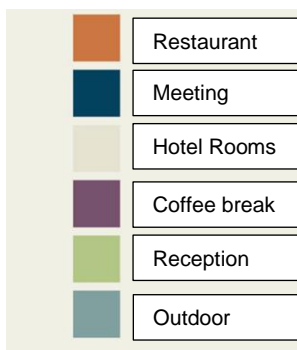 Restaurant
Meeting
Hotel Rooms
Coffee break
Reception
Outdoor